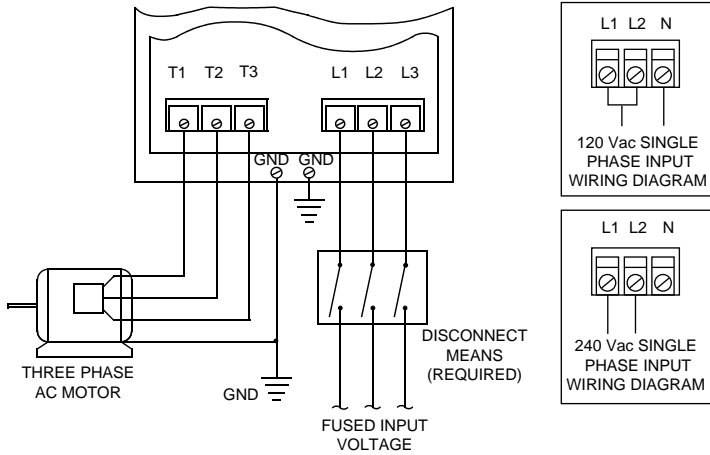 T1 T2 T3 L1 L2 L3
GND GND
THREE PHASE
AC MOTOR
GND
DISCONNECT
MEANS
(REQUIRED)
FUSED INPUT
VOLTAGE
L1 L2 N
120 Vac SINGLE
PHASE INPUT
WIRING DIAGRAM
L1 L2 N
240 Vac SINGLE
PHASE INPUT
WIRING DIAGRAM